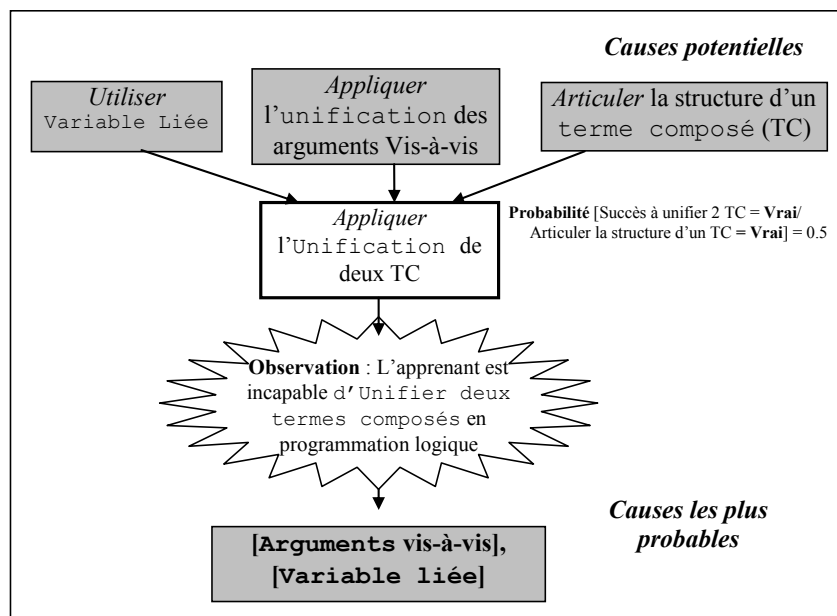 Causes potentielles
Utiliser
Variable Liée
Appliquer
l'unification des
arguments Vis-à-vis
Articuler la structure d'un
terme composé (TC)
Appliquer
l'Unification de
deux TC
Probabilité [Succès à unifier 2 TC = Vrai/
Articuler la structure d'un TC = Vrai] = 0.5
Observation : L'apprenant est
incapable d'Unifier deux
termes composés en
programmation logique
Causes les plus
probables
[Arguments vis-à-vis],
[Variable liée]